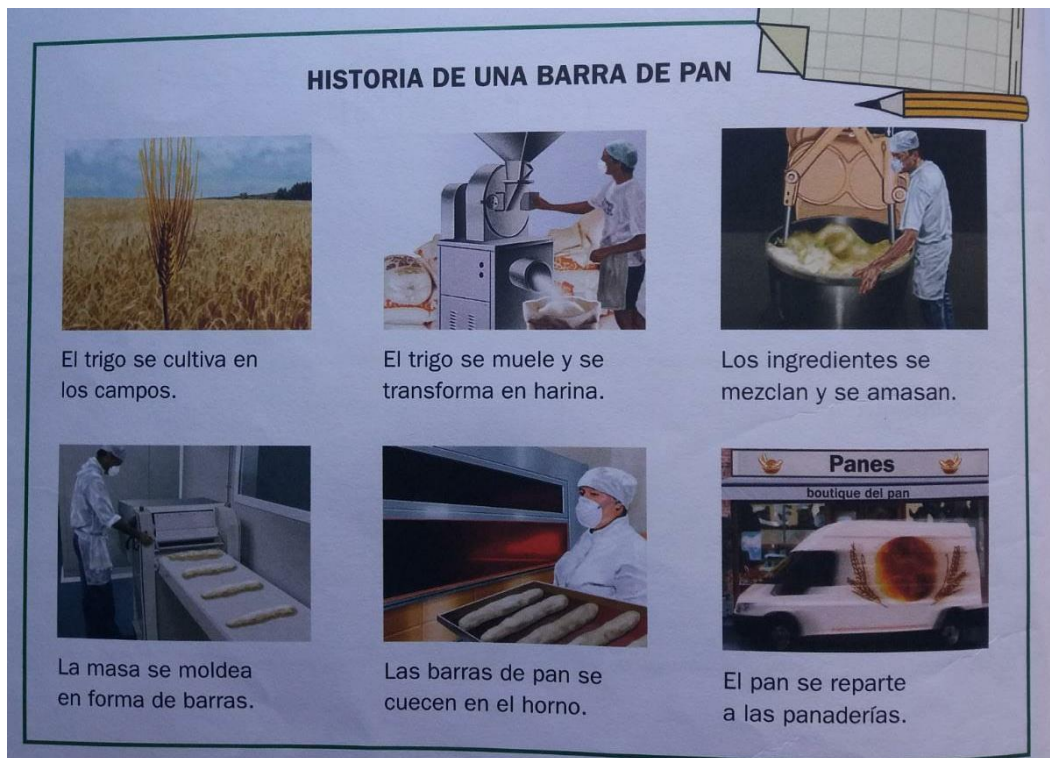 HISTORIA DE UNA BARRA DE PAN
El trigo se cultiva en
los campos.
El trigo se muele y se
transforma en harina.
Los ingredientes se
mezclan y se amasan.
Panes
boutique del pan
La masa se moldea
en forma de barras.
Las barras de pan se
cuecen en el horno.
El pan se reparte
a las panaderías.